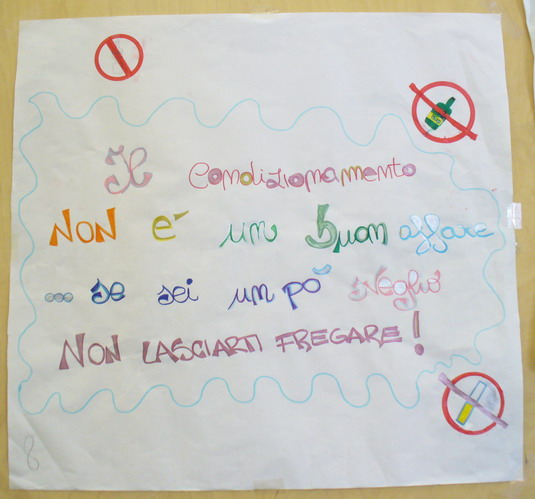 Il condizionamento
NON é un buon affare
... se sei un pò sveglio
NON LASCIARTI FREGARE!